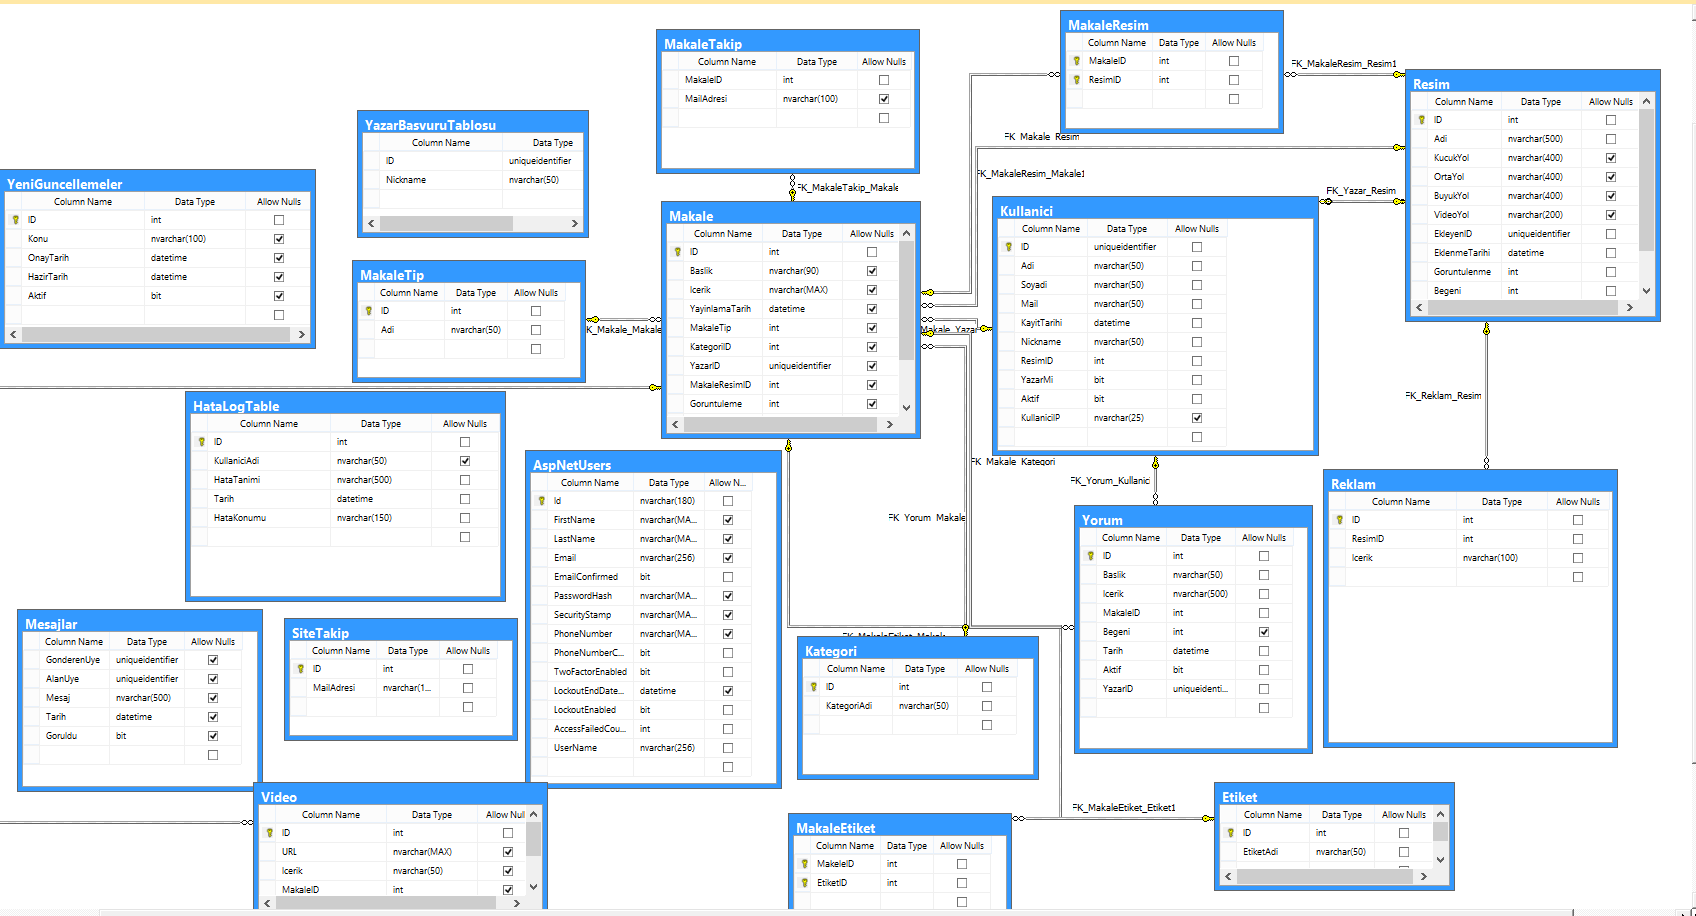 MakaleTakip
Column Name Data Type Allow Nulls
MakaleID int
MailAdresi nvarchar(100)
MakaleResim
Column Name Data Type Allow Nulls
MakaleID int
ResimID int
FK_MakaleResim_Resim1
Resim
Column Name Data Type Allow Nulls
ID int
Adi nvarchar(500)
KucukYol nvarchar(400)
OrtaYol nvarchar(400)
BuyukYol nvarchar(400)
VideoYol nvarchar(200)
EkleyenID uniqueidentifier
EklenmeTarihi datetime
Goruntulenme int
Begeni int
YazarBasvuruTablosu
Column Name Data Type
ID uniqueidentifier
Nickname nvarchar(50)
FK_Makale_Resim
FK_MakaleResim_Makale1
FK_MakaleTakip_Makale
FK_Yazar_Resim
YeniGuncellemeler
Column Name Data Type Allow Nulls
ID int
Konu nvarchar(100)
OnayTarih datetime
HazirTarih datetime
Aktif bit
Makale
Column Name Data Type Allow Nulls
ID int
Baslik nvarchar(90)
Icerik nvarchar(MAX)
YayinlamaTarih datetime
MakaleTip int
KategoriID int
YazarID uniqueidentifier
MakaleResimID int
Goruntuleme int
Kullanici
Column Name Data Type Allow Nulls
ID uniqueidentifier
Adi nvarchar(50)
Soyadi nvarchar(50)
Mail nvarchar(50)
KayitTarihi datetime
Nickname nvarchar(50)
ResimID int
YazarMi bit
Aktif bit
KullaniciIP nvarchar(25)
MakaleTip
Column Name Data Type Allow Nulls
ID int
Adi nvarchar(50)
K_Makale_Makale
Makale_Yazar
HataLogTable
Column Name Data Type Allow Nulls
ID int
KullaniciAdi nvarchar(50)
HataTanimi nvarchar(500)
Tarih datetime
HataKonumu nvarchar(150)
FK_Reklam_Resim
AspNetUsers
Column Name Data Type Allow N...
Id nvarchar(180)
FirstName nvarchar(MA...
LastName nvarchar(MA...
Email nvarchar(256)
EmailConfirmed bit
PasswordHash nvarchar(MA...
SecurityStamp nvarchar(MA...
PhoneNumber nvarchar(MA...
PhoneNumberC... bit
TwoFactorEnabled bit
LockoutEndDate... datetime
LockoutEnabled bit
AccessFailedCou... int
UserName nvarchar(256)
FK_Makale_Kategori
FK_Yorum_Kullanici
FK_Yorum_Makale
Reklam
Column Name Data Type Allow Nulls
ID int
ResimID int
Icerik nvarchar(100)
Yorum
Column Name Data Type Allow Nulls
ID int
Baslik nvarchar(50)
Icerik nvarchar(500)
MakaleID int
Begeni int
Tarih datetime
Aktif bit
YazarID uniqueidenti...
Mesajlar
Column Name Data Type Allow Nulls
GonderenUye uniqueidentifier
AlanUye uniqueidentifier
Mesaj nvarchar(500)
Tarih datetime
Goruldu bit
SiteTakip
Column Name Data Type Allow Nulls
ID int
MailAdresi nvarchar(1...
Kategori
Column Name Data Type Allow Nulls
ID int
KategoriAdi nvarchar(50)
Video
Column Name Data Type Allow Nul
ID int
URL nvarchar(MAX)
Icerik nvarchar(50)
MakaleID int
FK_MakaleEtiket_Etiket1
MakaleEtiket
Column Name Data Type Allow Nulls
MakeleID int
EtiketID int
Etiket
Column Name Data Type Allow Nulls
ID int
EtiketAdi nvarchar(50)